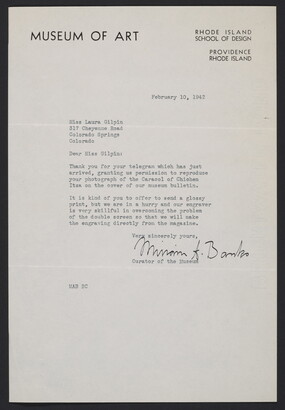 MUSEUM OF ART
RHODE ISLAND
SCHOOL OF DESIGN
PROVIDENCE
RHODE ISLAND
February 10, 1943
Miss Laura Gilpin
317 Cheyenne Road
Colorado Springs
Colorado
Dear Miss Gilpin:
Thank you for your telegram which has just
arrived, granting us permission to reproduce
your photograph of the Caracol of Chichen
Itza on the cover of our museum bulletin.
It is kind of you to offer to send a glossy
print, but we are in a hurry and our engraver
is very skillful in overcoming the problem
of the double screen so that we will make
the engraving directly from the magazine.
Very sincerely yours,
Miriam A. Banks
Curator of the Museum
MAB